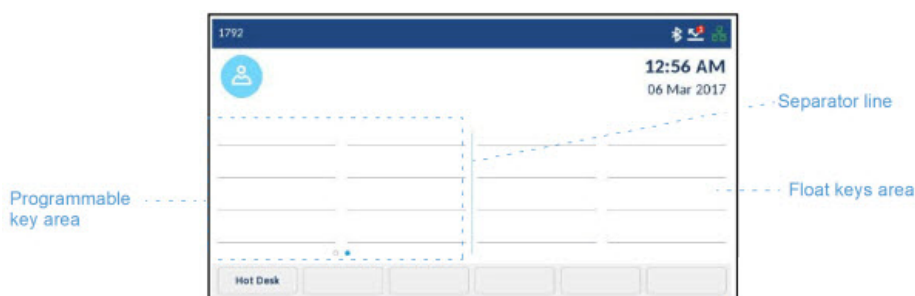 1792
12:56 AM
06 Mar 2017
Separator line
Programmable
key area
Float keys area
Hot Desk